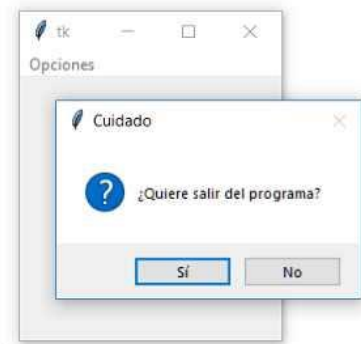 tk
Opciones
Cuidado
¿Quiere salir del programa?
Sí No